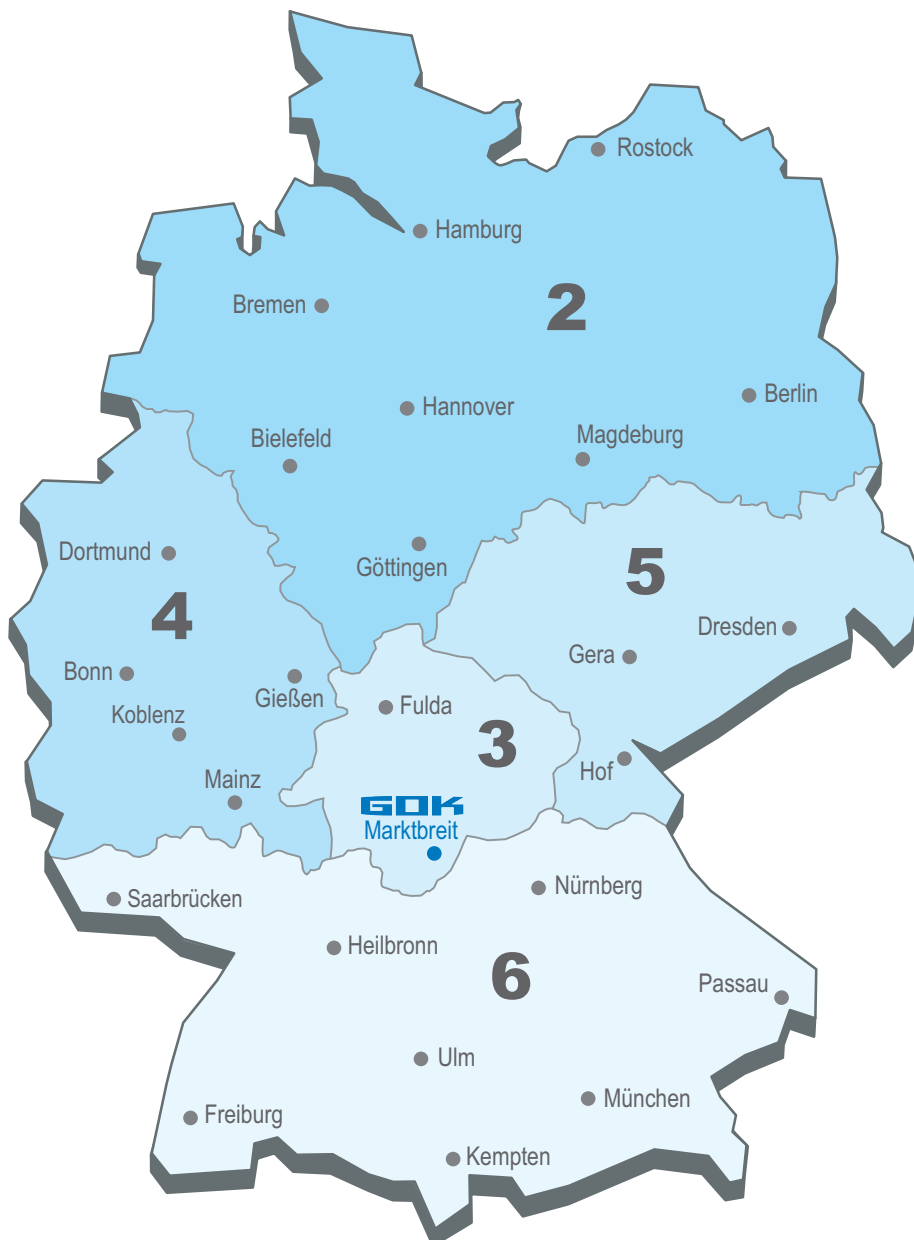 Rostock
Hamburg
Bremen
2
Berlin
Hannover
Bielefeld
Magdeburg
Dortmund
Göttingen
5
4
Dresden
Gera
Bonn
Gießen
Koblenz
Fulda
3
Hof
Mainz
GOK
Marktbreit
Nürnberg
Saarbrücken
Heilbronn
6
Passau
Ulm
München
Freiburg
Kempten